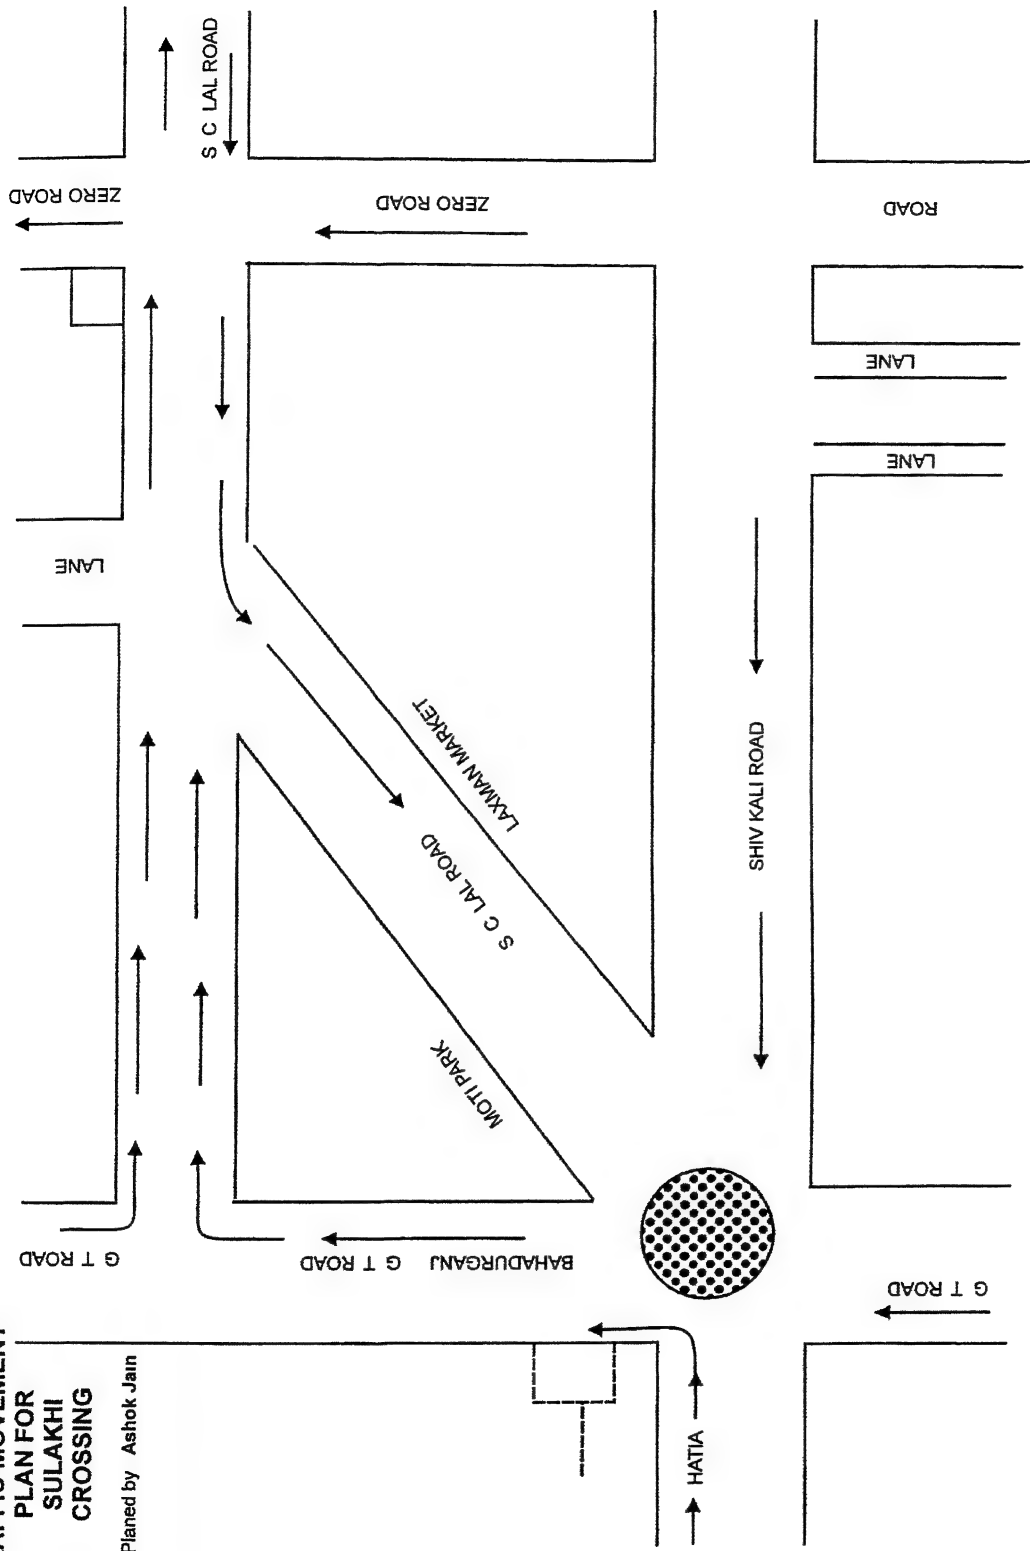 MOVEMENT
PLAN FOR
SULAKHI
CROSSING
Planed by Ashok Jain
G T ROAD
LANE
ZERO ROAD
S C LAL ROAD
BAHADURGANJ G T ROAD
MOTI PARK
S C LAL ROAD
LAXMAN MARKET
ZERO ROAD
HATIA
SHIV KALI ROAD
G T ROAD
LANE
LANE
ROAD